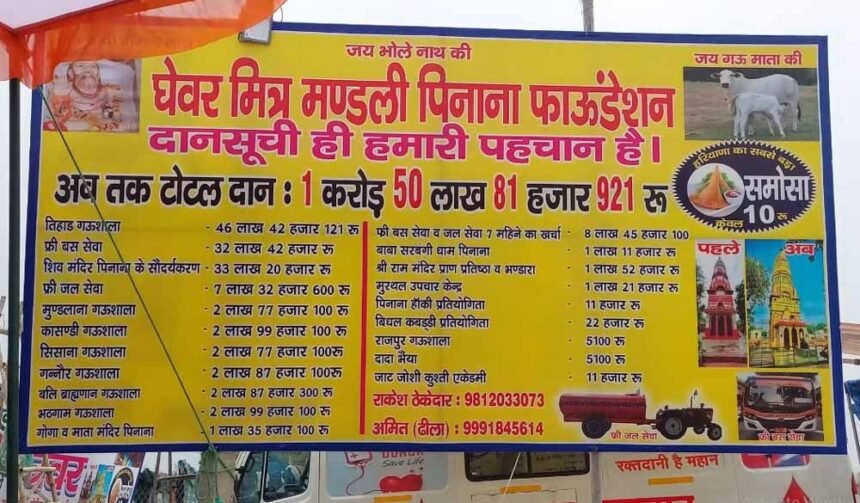 जय भोले नाथ की
जय गऊ माता की
घेवर मित्र मण्डली पिनाना फाऊंडेशन
दानसूची ही हमारी पहचान है।
अब तक टोटल दान : 1 करोड़ 50 लाख 81 हजार 921 रू
हरियाणा का सबसे बड़ा
समोसा
केवल 10 रू
तिहाड गऊशाला - 46 लाख 42 हजार 121 रू
फ्री बस सेवा - 32 लाख 42 हजार रू
शिव मंदिर पिनाना के सौदर्यकरण - 33 लाख 20 हजार रू
फ्री जल सेवा - 7 लाख 32 हजार 600 रू
मुण्डलाना गऊशाला - 2 लाख 77 हजार 100 रू
कासण्डी गऊशाला - 2 लाख 99 हजार 100 रू
सिसाना गऊशाला - 2 लाख 77 हजार 100रू
गन्नौर गऊशाला - 2 लाख 87 हजार 100रू
बलि ब्राह्मणान गऊशाला - 2 लाख 87 हजार 300 रू
भठगाम गऊशाला - 2 लाख 99 हजार 100 रू
गोगा व माता मंदिर पिनाना - 1 लाख 35 हजार 100 रू
फ्री बस सेवा व जल सेवा 7 महिने का खर्चा - 8 लाख 45 हजार 100
बाबा सरबगी धाम पिनाना - 1 लाख 11 हजार रू
श्री राम मंदिर प्राण प्रतिष्ठा व भण्डारा - 1 लाख 52 हजार रू
मुरथल उपचार केन्द्र - 1 लाख 21 हजार रू
पिनाना हॉकी प्रतियोगिता - 11 हजार रू
बिधल कबड्डी प्रतियोगिता - 22 हजार रू
राजपुर गऊशाला - 5100 रू
दादा भैंया - 5100 रू
जाट जोशी कुश्ती एकेडमी - 11 हजार रू
राकेश ठेकेदार : 9812033073
अमित (ढीला) : 9991845614
पहले
अब
फ्री जल सेवा
फ्री बस सेवा
घेवर
DONOR
Save Life
रक्तदानी है महान